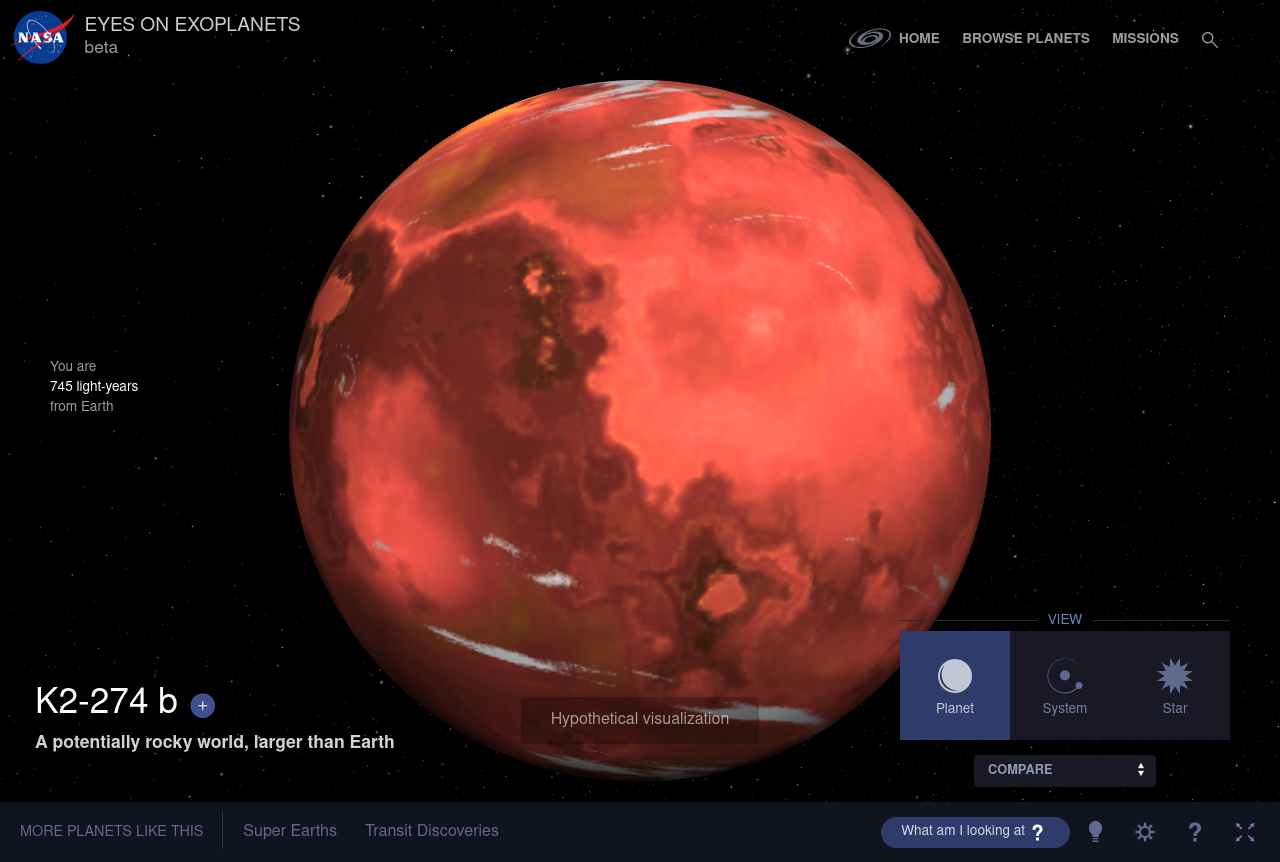 NASA
EYES ON EXOPLANETS
beta
HOME
BROWSE PLANETS
MISSIONS
You are
745 light-years
from Earth
VIEW
Planet
System
Star
K2-274 b +
A potentially rocky world, larger than Earth
Hypothetical visualization
COMPARE
MORE PLANETS LIKE THIS
Super Earths
Transit Discoveries
What am I looking at ?
?